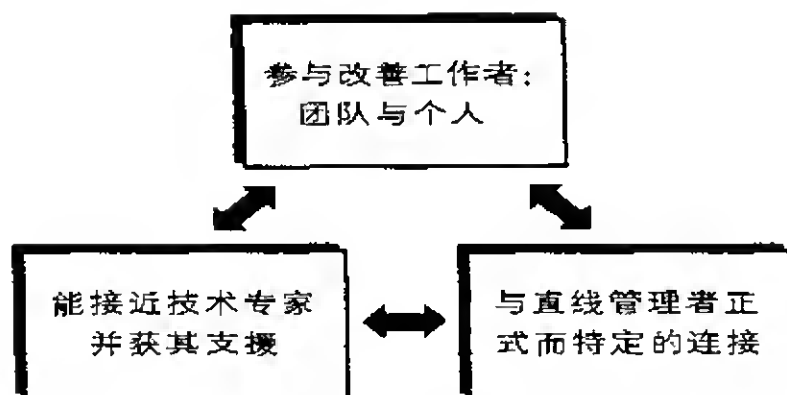 参与改善工作者：
团队与个人
能接近技术专家
并获其支援
与直线管理者正
式而特定的连接